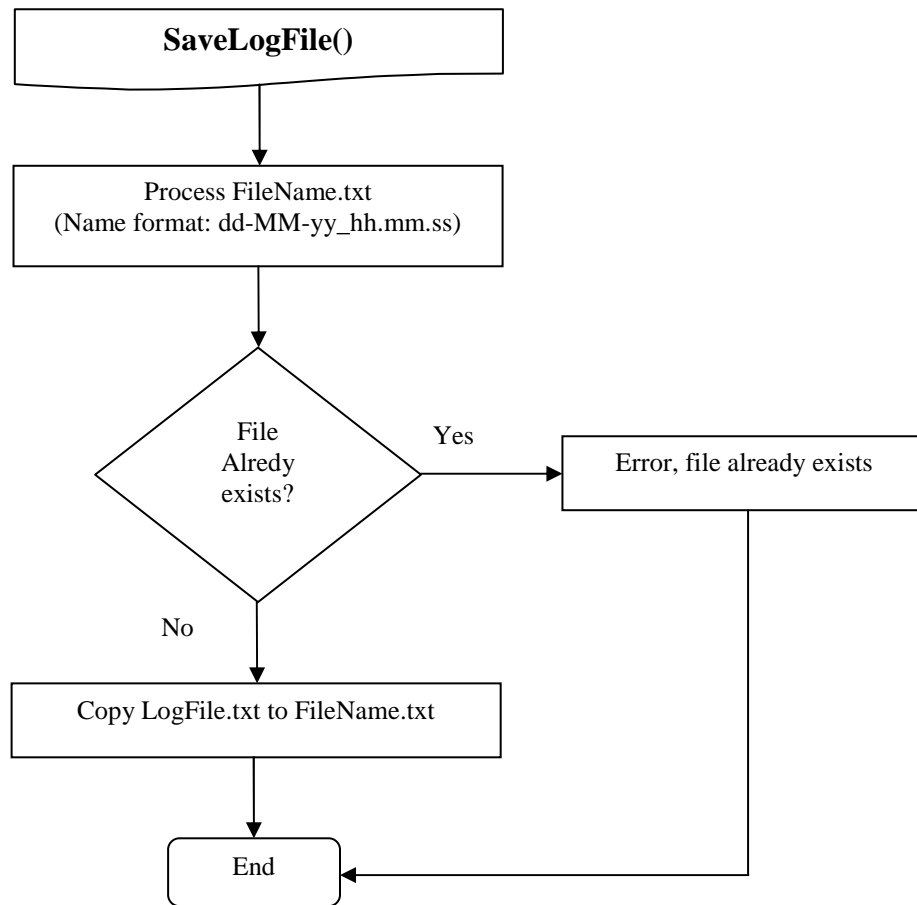 SaveLogFile()
Process FileName.txt
(Name format: dd-MM-yy_hh.mm.ss)
File
Alredy
exists?
Yes
Error, file already exists
No
Copy LogFile.txt to FileName.txt
End